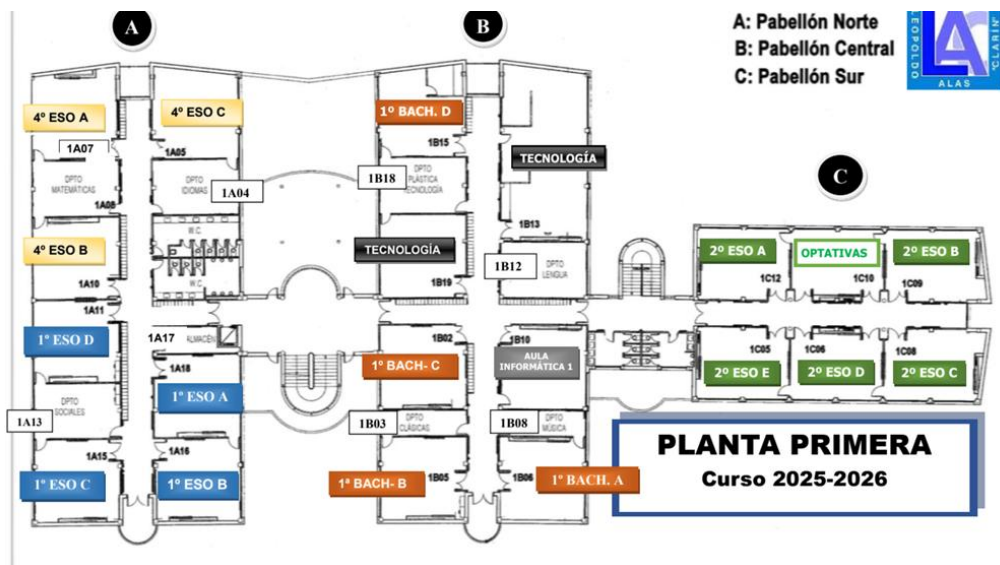 A
B
A: Pabellón Norte
B: Pabellón Central
C: Pabellón Sur
LEOPOLDO
ALAS
"CLARÍN"
LAC
4º ESO A
4º ESO C
1A07
1A05
DPTO
MATEMÁTICAS
DPTO
IDIOMAS
1A04
1A08
W.C.
W.C.
4º ESO B
1A10
1A11
1º ESO D
1A17
ALMACÉN
1A18
1º ESO A
DPTO
SOCIALES
1A13
1A15
1A16
1º ESO C
1º ESO B
1º BACH. D
1B15
1B18
DPTO
PLÁSTICA
TECNOLOGÍA
TECNOLOGÍA
1B13
TECNOLOGÍA
1B12
DPTO
LENGUA
1B19
1B02
1B10
1º BACH- C
AULA
INFORMÁTICA 1
1B03
DPTO
CLÁSICAS
1B08
DPTO
MÚSICA
1ª BACH- B
1B05
1B06
1º BACH. A
C
2º ESO A
OPTATIVAS
2º ESO B
1C12
1C10
1C09
1C05
1C06
1C08
2º ESO E
2º ESO D
2º ESO C
PLANTA PRIMERA
Curso 2025-2026